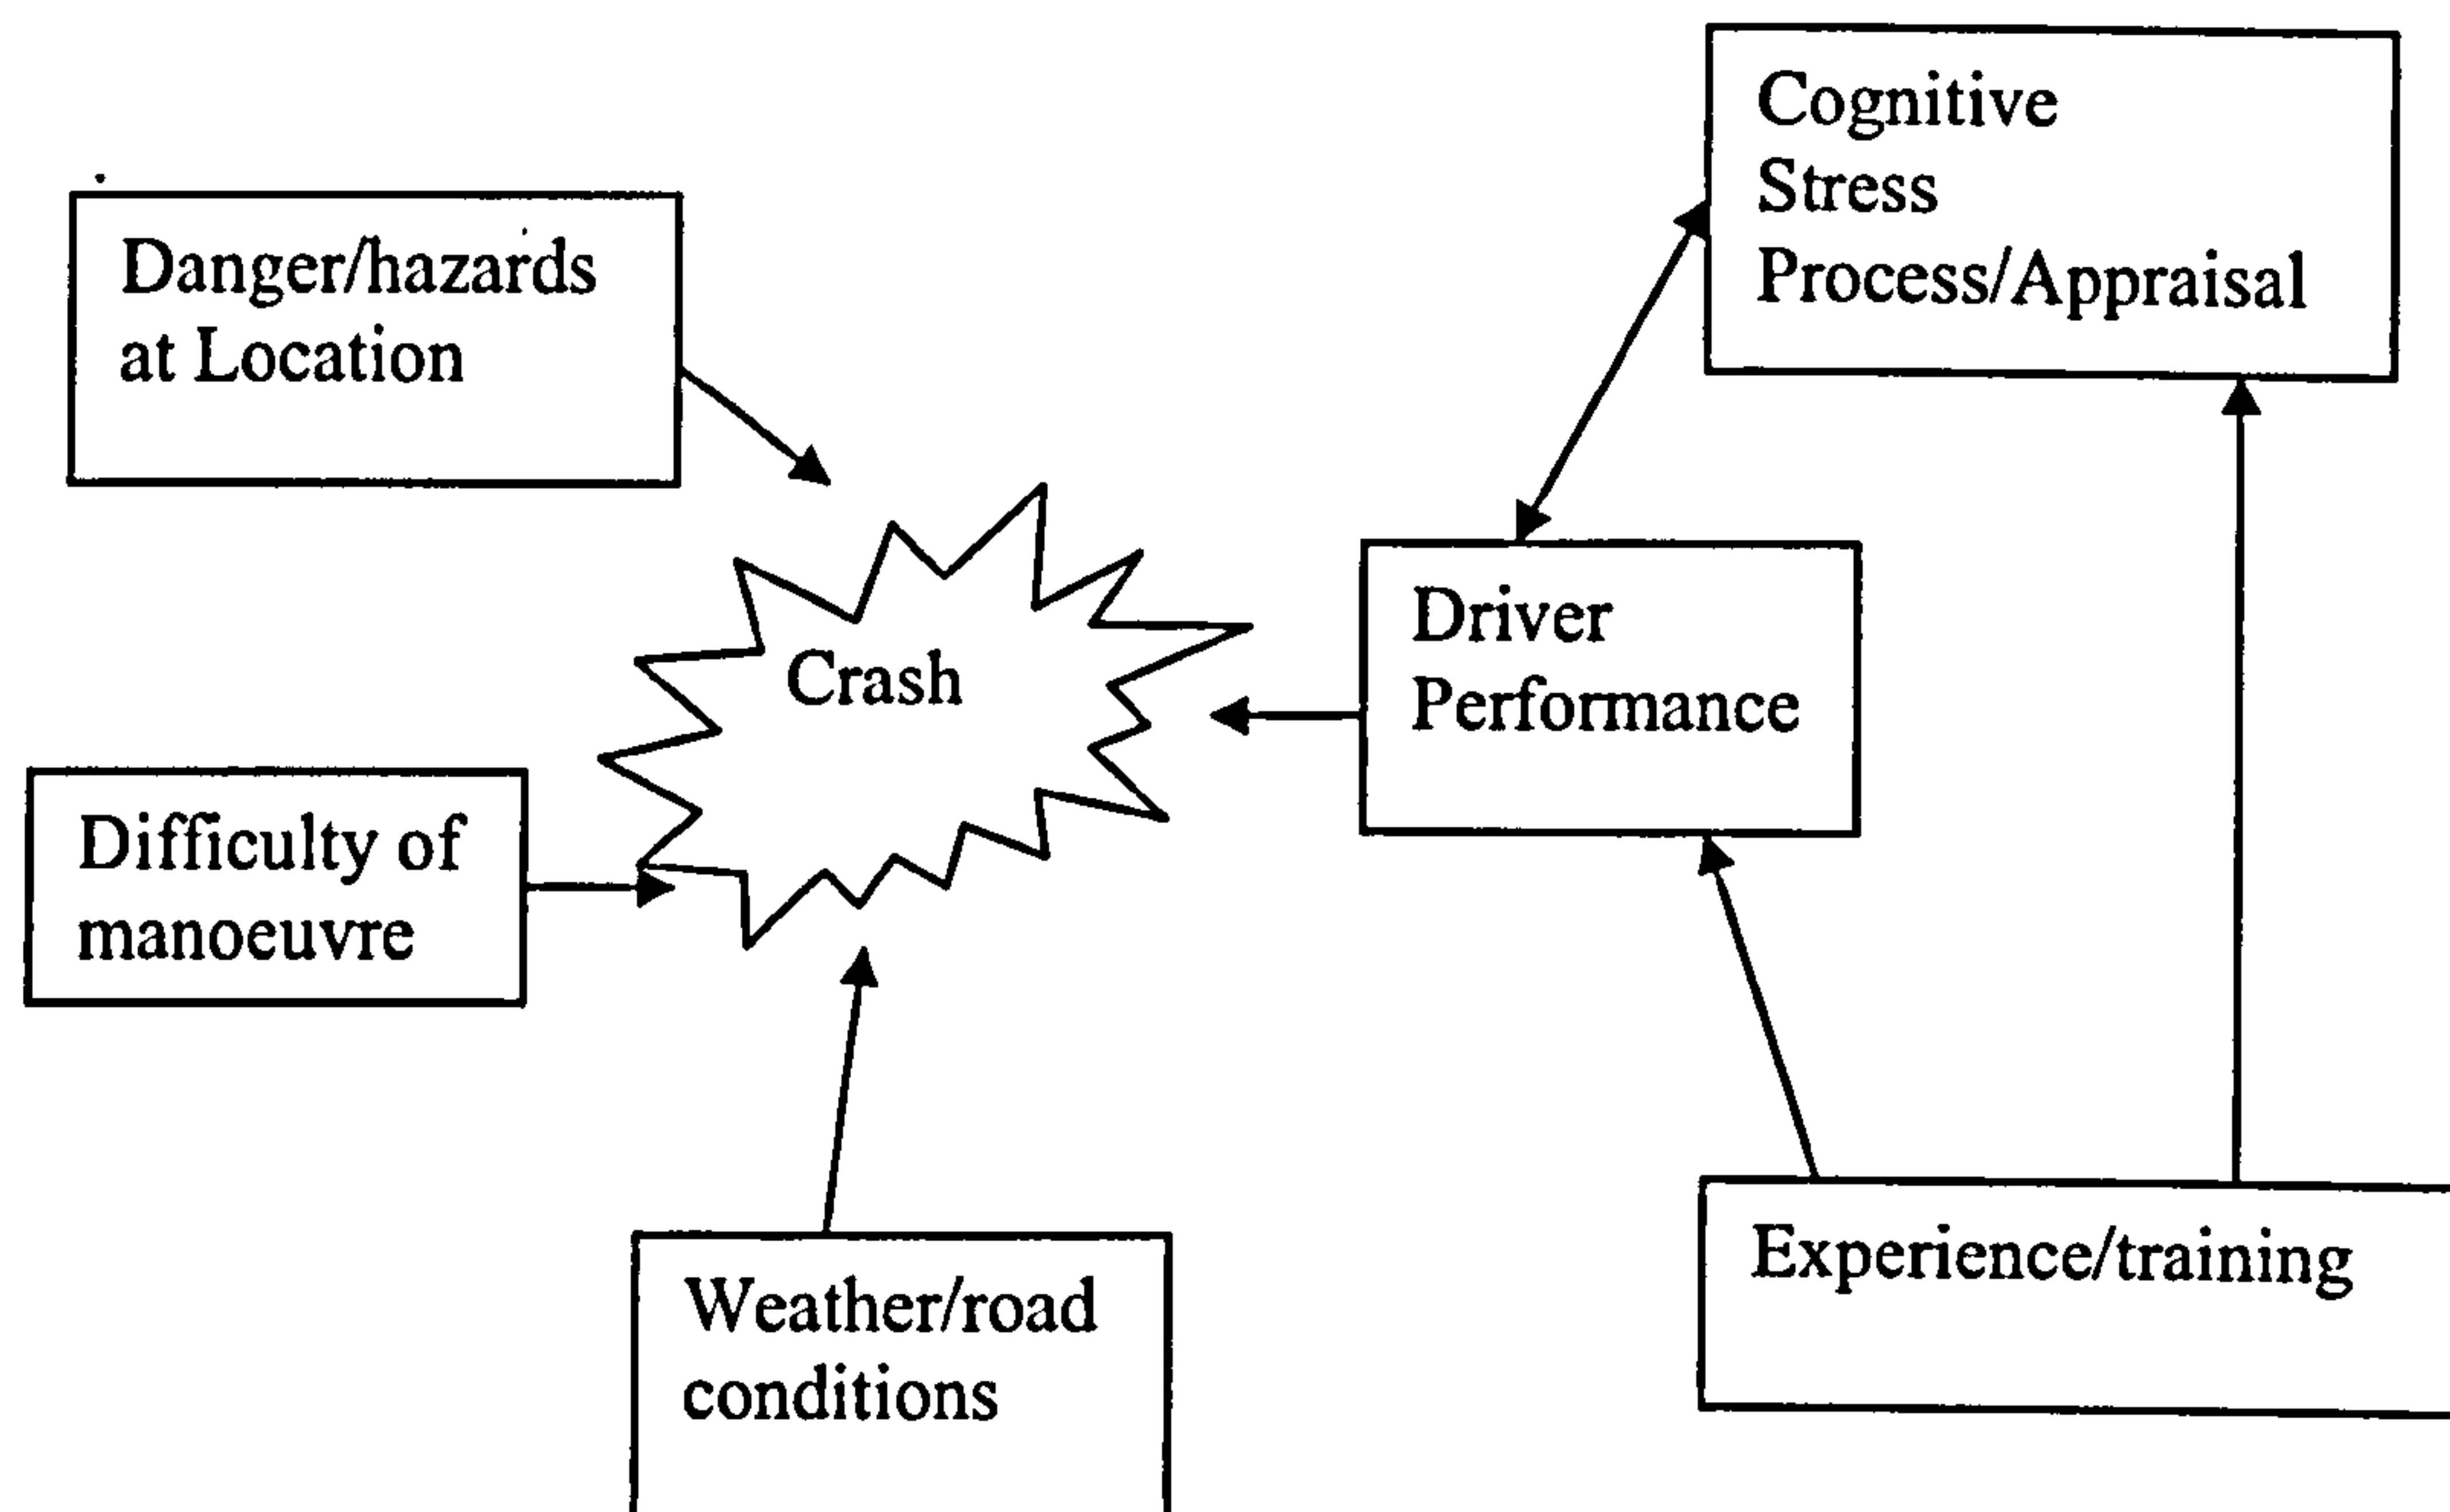 Cognitive
Stress
Process/Appraisal
Danger/hazards
at Location
Crash
Driver
Performance
Difficulty of
manoeuvre
Experience/training
Weather/road
conditions